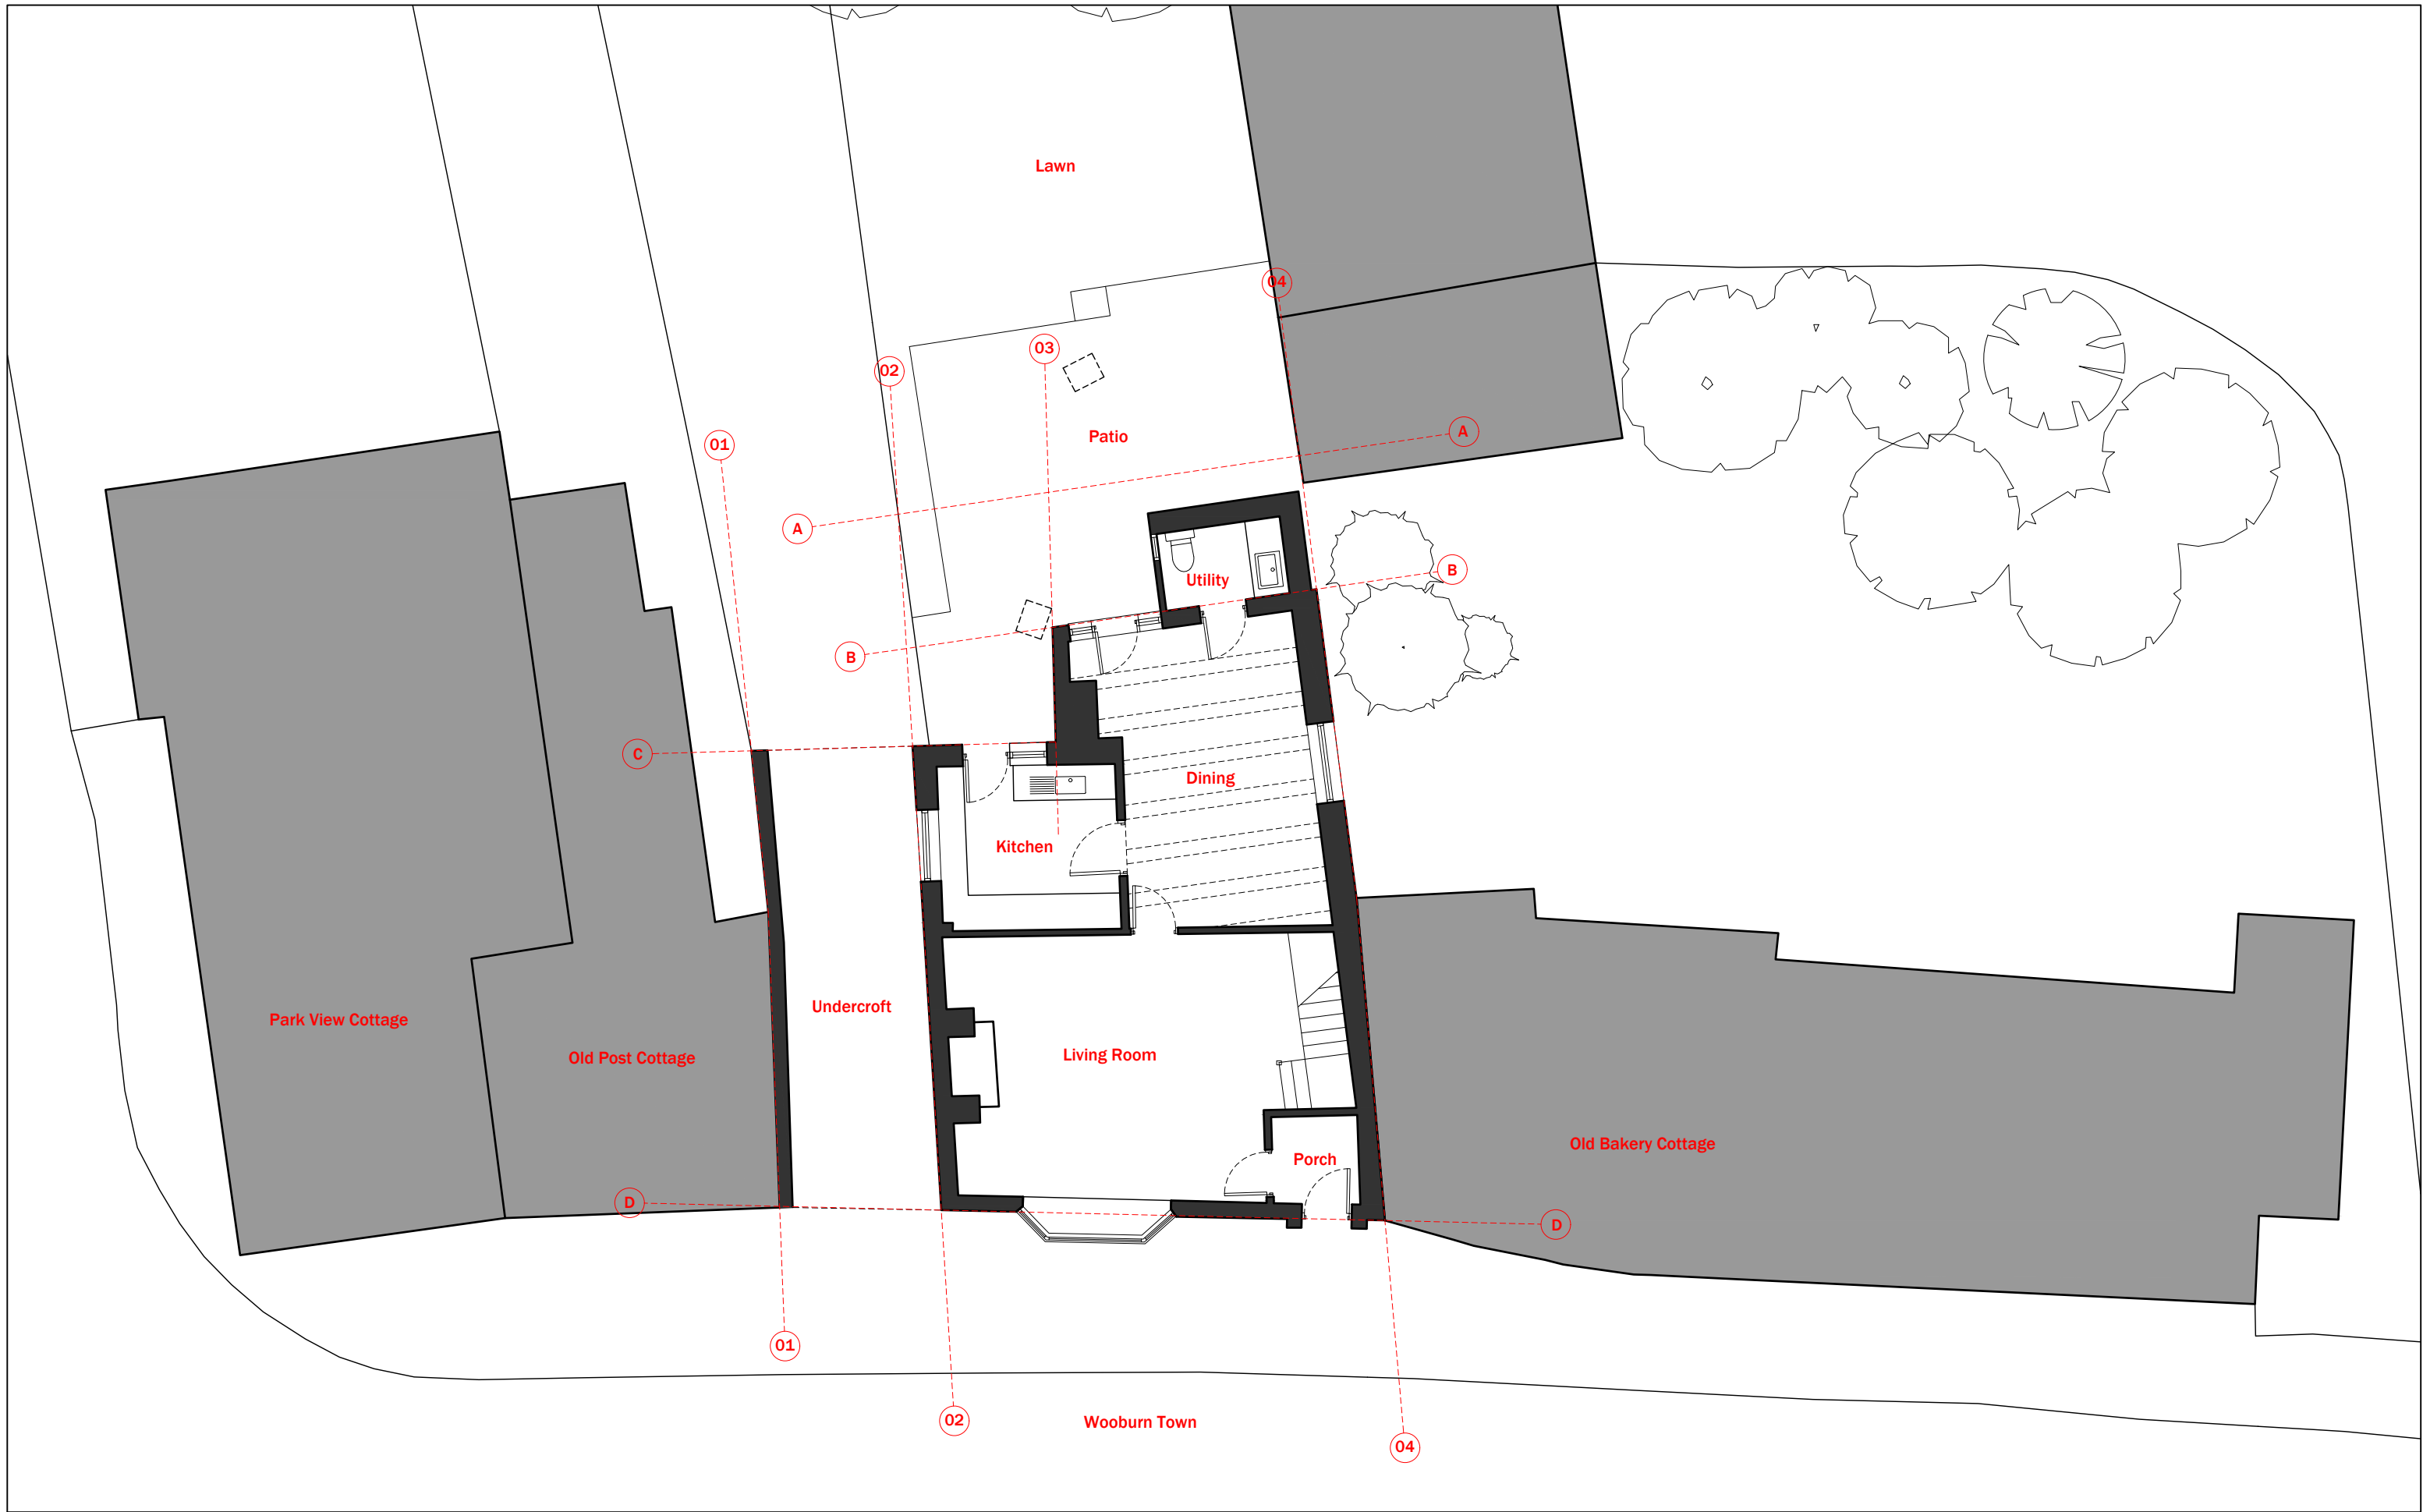 Lawn
04
03
02
A
Patio
01
A
B
Utility
B
C
Dining
Kitchen
Undercroft
Park View Cottage
Living Room
Old Post Cottage
Old Bakery Cottage
Porch
D
D
01
02
Wooburn Town
04